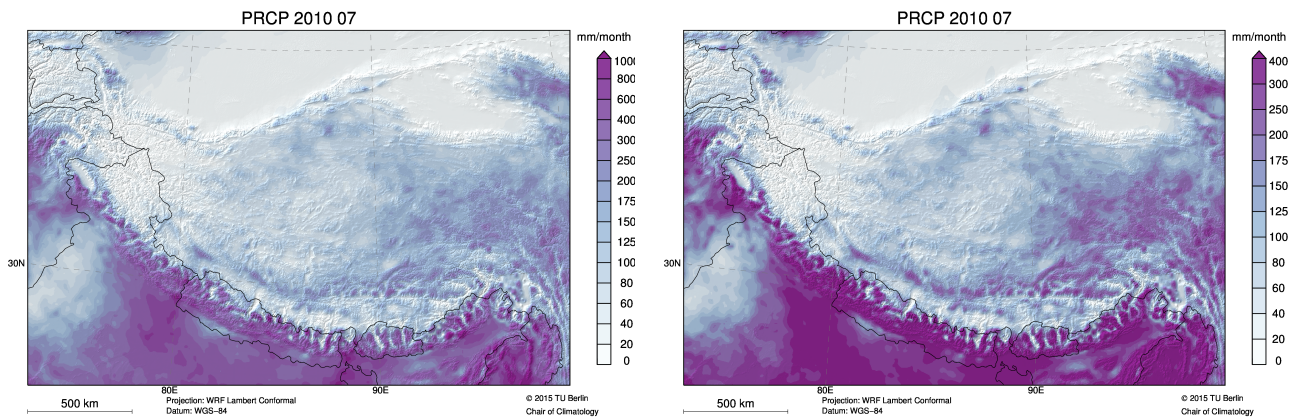 PRCP 2010 07
mm/month
1000
800
600
400
300
250
200
175
150
125
100
80
60
40
20
0
30N
80E
90E
500 km
Projection: WRF Lambert Conformal
Datum: WGS−84
© 2015 TU Berlin
Chair of Climatology
PRCP 2010 07
mm/month
400
300
250
200
175
150
125
100
80
60
40
20
0
30N
80E
90E
500 km
Projection: WRF Lambert Conformal
Datum: WGS−84
© 2015 TU Berlin
Chair of Climatology